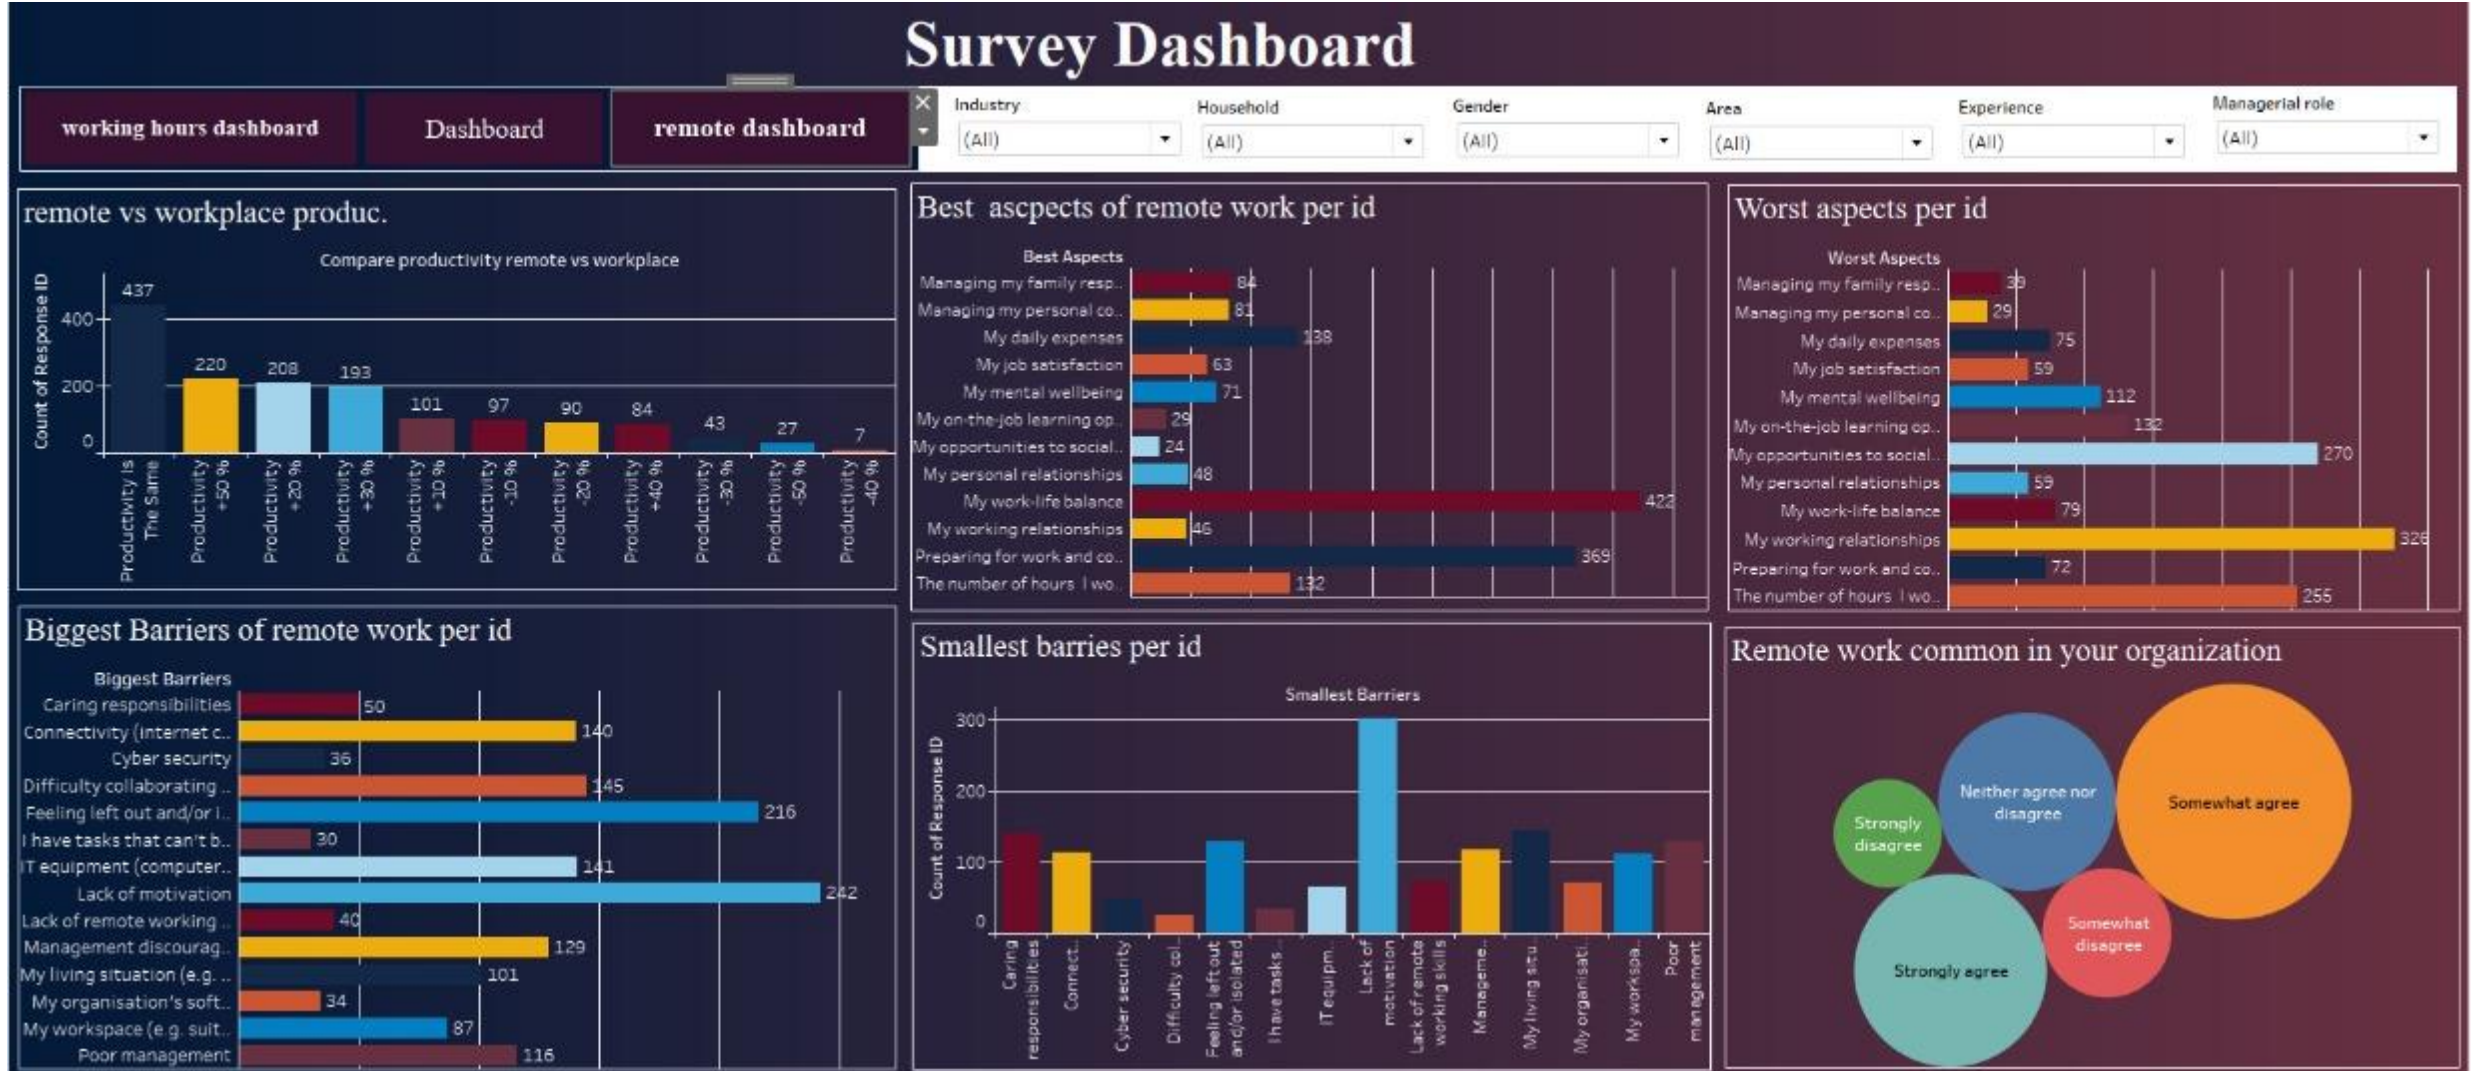 Survey Dashboard
working hours dashboard
Dashboard
remote dashboard
Industry
(All)
Household
(All)
Gender
(All)
Area
(All)
Experience
(All)
Managerial role
(All)
remote vs workplace produc.
Compare productivity remote vs workplace
Count of Response ID
400
200
0
437
220
208
193
101
97
90
84
43
27
7
Productivity Is
The Same
Productivity
+50 %
Productivity
+20 %
Productivity
+30 %
Productivity
+10 %
Productivity
-10 %
Productivity
-20 %
Productivity
+40 %
Productivity
-30 %
Productivity
-50 %
Productivity
-40 %
Best ascpects of remote work per id
Best Aspects
Managing my family resp.. 84
Managing my personal co.. 81
My daily expenses 138
My job satisfaction 63
My mental wellbeing 71
My on-the-job learning op.. 29
My opportunities to social.. 24
My personal relationships 48
My work-life balance 422
My working relationships 46
Preparing for work and co.. 369
The number of hours I wo.. 132
Worst aspects per id
Worst Aspects
Managing my family resp.. 39
Managing my personal co.. 29
My daily expenses 75
My job satisfaction 59
My mental wellbeing 112
My on-the-job learning op.. 132
My opportunities to social.. 270
My personal relationships 59
My work-life balance 79
My working relationships 326
Preparing for work and co.. 72
The number of hours I wo.. 255
Biggest Barriers of remote work per id
Biggest Barriers
Caring responsibilities 50
Connectivity (internet c.. 140
Cyber security 36
Difficulty collaborating .. 145
Feeling left out and/or i.. 216
I have tasks that can't b.. 30
IT equipment (computer.. 141
Lack of motivation 242
Lack of remote working .. 40
Management discourag.. 129
My living situation (e.g. .. 101
My organisation's soft.. 34
My workspace (e.g. suit.. 87
Poor management 116
Smallest barries per id
Smallest Barriers
Count of Response ID
300
200
100
0
Caring
responsibilities
Connect..
Cyber security
Difficulty col..
Feeling left out
and/or isolated
I have tasks ..
IT equipm..
Lack of
motivation
Lack of remote
working skills
Manageme..
My living situ..
My organisati..
My workspa..
Poor
management
Remote work common in your organization
Strongly
disagree
Neither agree nor
disagree
Somewhat agree
Strongly agree
Somewhat
disagree